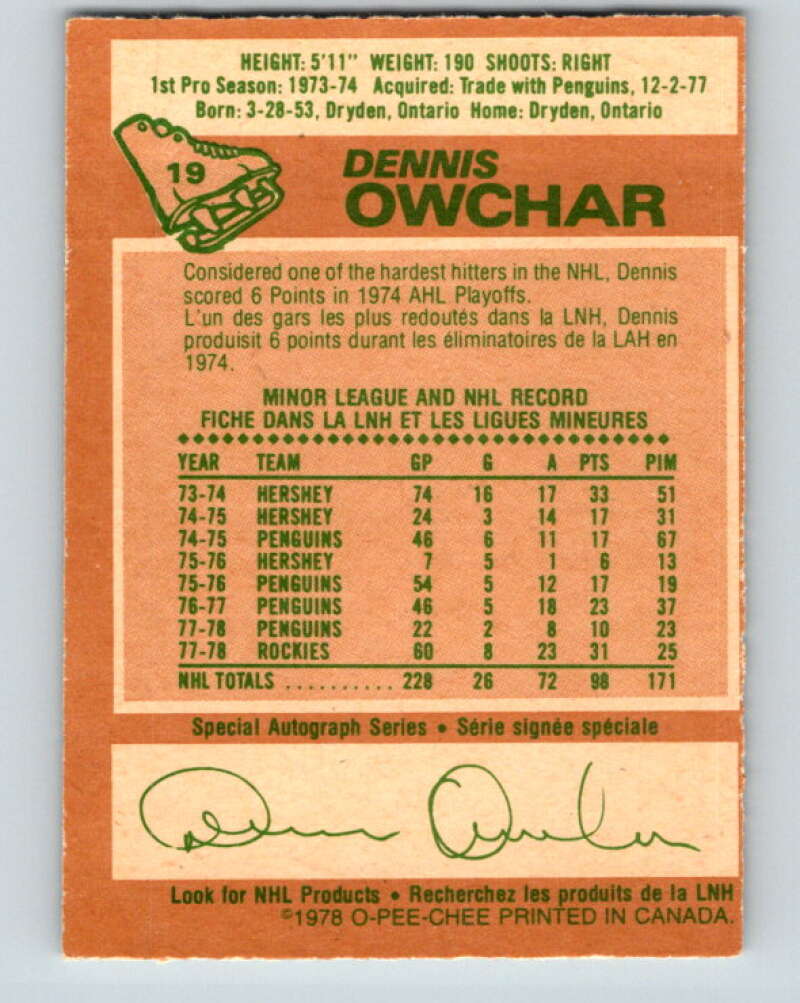 HEIGHT: 5'11" WEIGHT: 190 SHOOTS: RIGHT
1st Pro Season: 1973-74 Acquired: Trade with Penguins, 12-2-77
Born: 3-28-53, Dryden, Ontario Home: Dryden, Ontario
19
DENNIS
OWCHAR
Considered one of the hardest hitters in the NHL, Dennis
scored 6 Points in 1974 AHL Playoffs.
L'un des gars les plus redoutés dans la LNH, Dennis
produisit 6 points durant les éliminatoires de la LAH en
1974.
MINOR LEAGUE AND NHL RECORD
FICHE DANS LA LNH ET LES LIGUES MINEURES
YEAR TEAM GP G A PTS PIM
73-74 HERSHEY 74 16 17 33 51
74-75 HERSHEY 24 3 14 17 31
74-75 PENGUINS 46 6 11 17 67
75-76 HERSHEY 7 5 1 6 13
75-76 PENGUINS 54 5 12 17 19
76-77 PENGUINS 46 5 18 23 37
77-78 PENGUINS 22 2 8 10 23
77-78 ROCKIES 60 8 23 31 25
NHL TOTALS .......... 228 26 72 98 171
Special Autograph Series • Série signée spéciale
Dennis Owchar
Look for NHL Products • Recherchez les produits de la LNH
©1978 O-PEE-CHEE PRINTED IN CANADA.